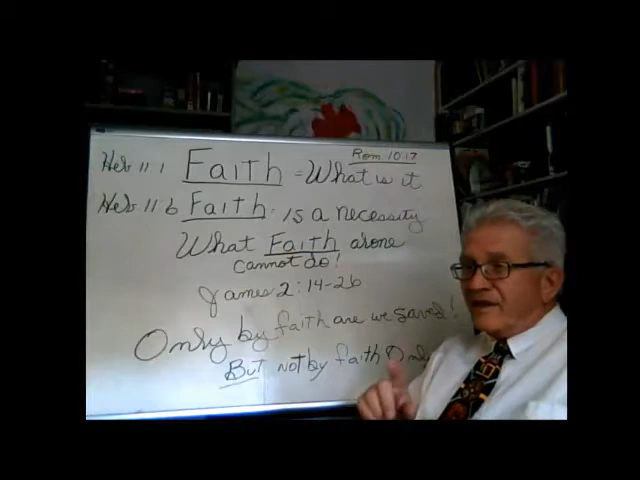 Heb 11 1 Faith = What is it Rom. 10:17
Heb 11 6 Faith - is a necessity
What Faith alone
cannot do!
James 2:14-26
Only by faith are we saved!
But not by faith Only